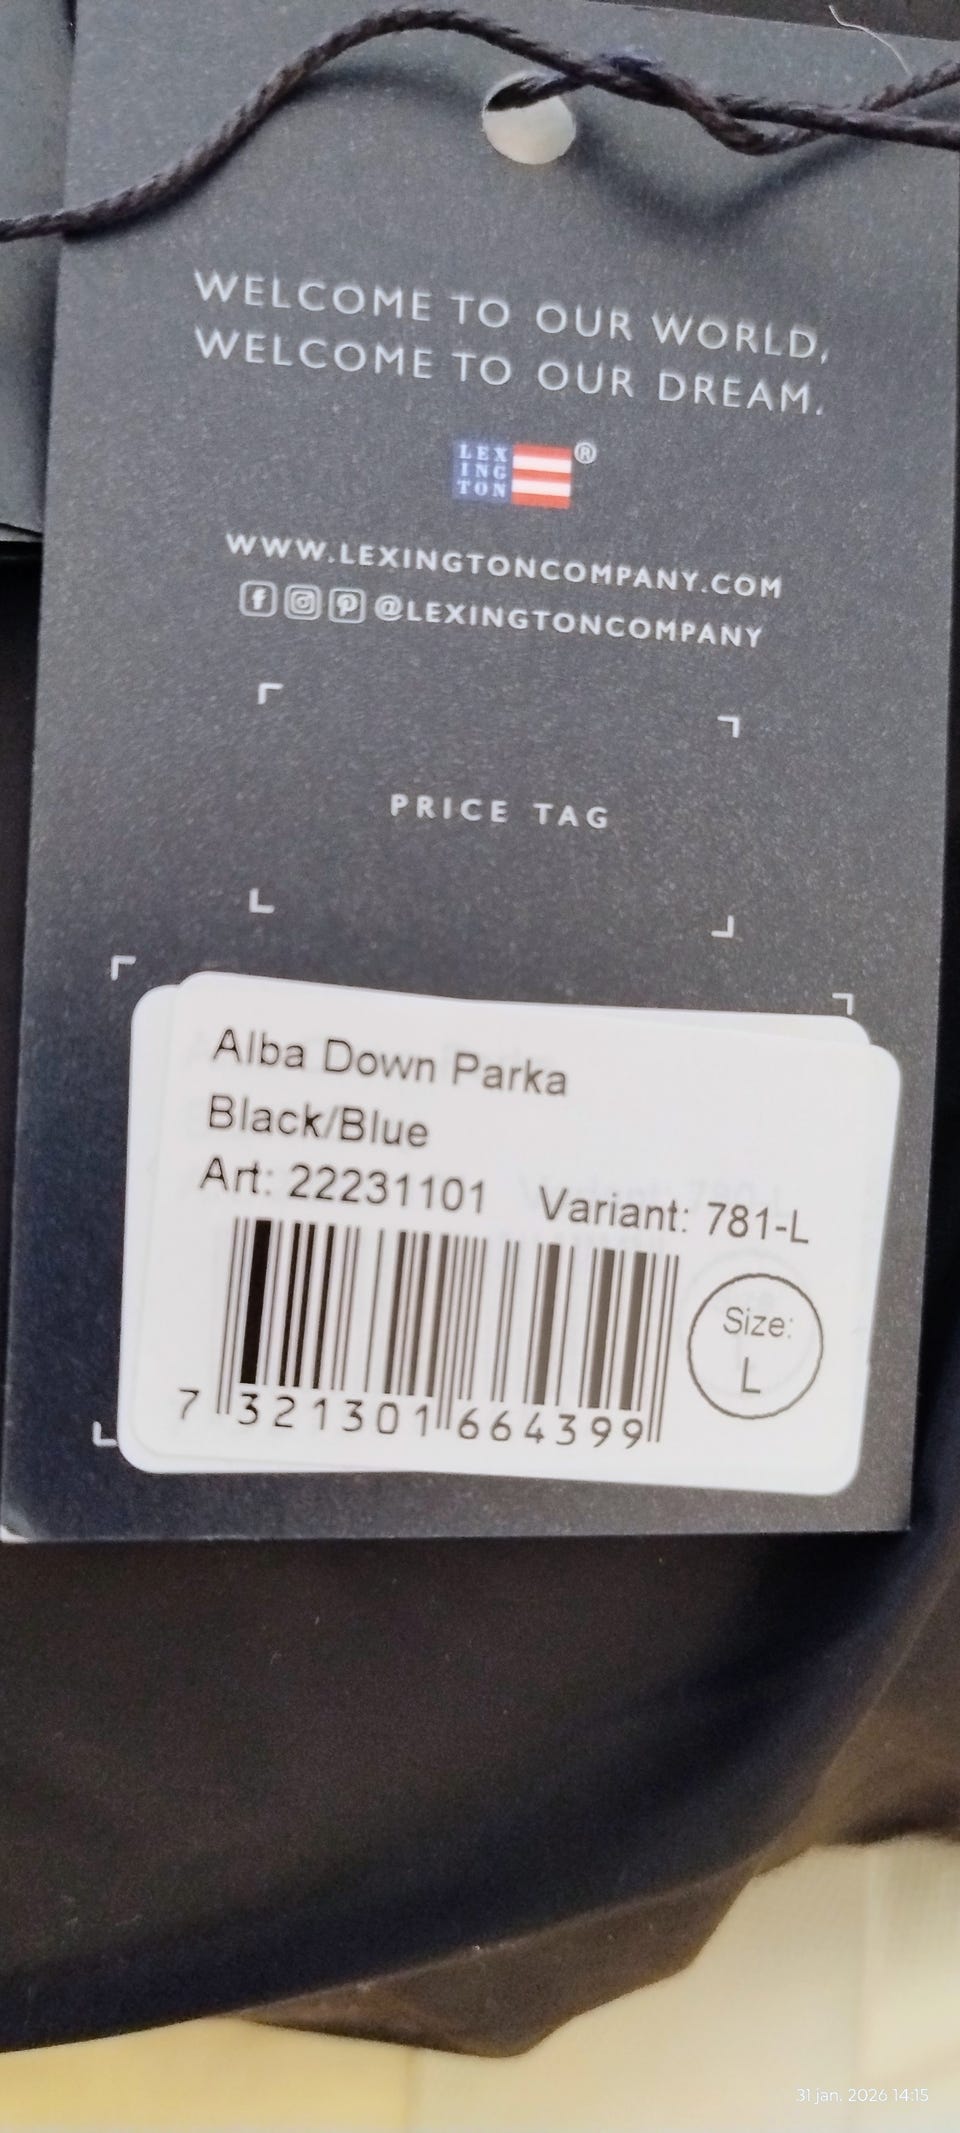 WELCOME TO OUR WORLD,
WELCOME TO OUR DREAM.
LEX
ING
TON ®
WWW.LEXINGTONCOMPANY.COM
@LEXINGTONCOMPANY
PRICE TAG
Alba Down Parka
Black/Blue
Art: 22231101 Variant: 781-L
Size:
L
7 321301 664399
31 jan. 2026 14:15